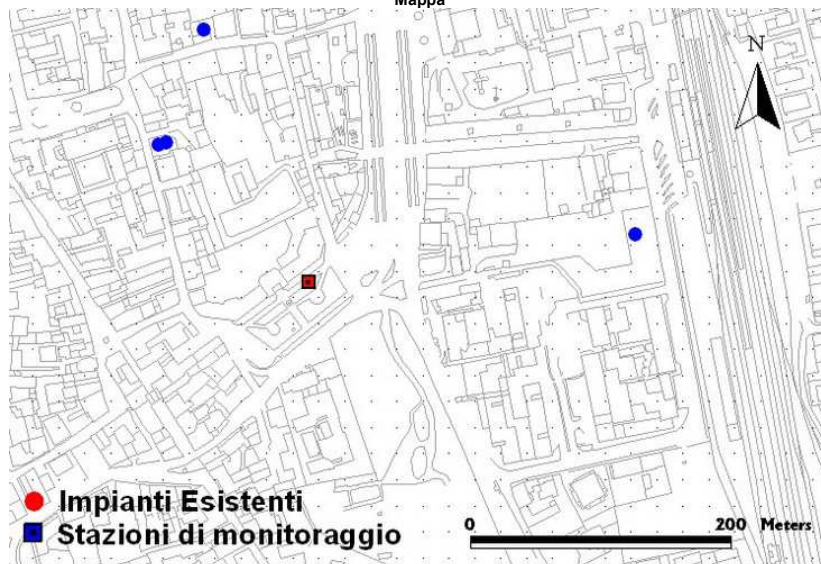 Mappa
N
Impianti Esistenti
Stazioni di monitoraggio
0 200 Meters